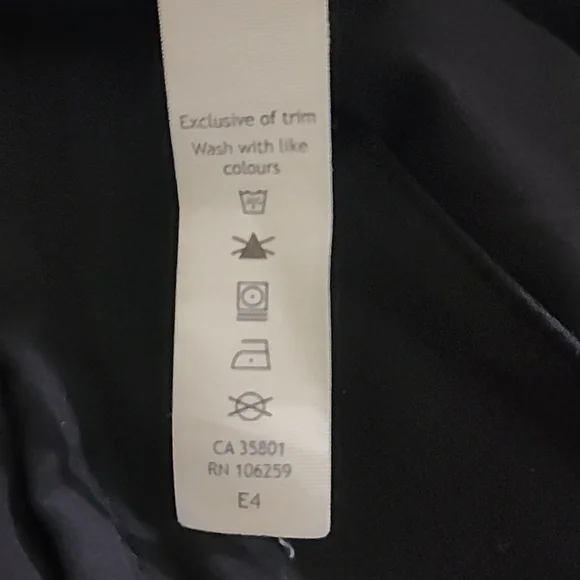 Exclusive of trim
Wash with like
colours
CA 35801
RN 106259
E4